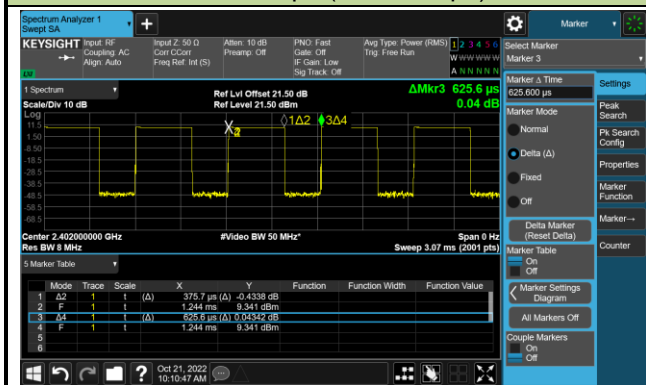 Spectrum Analyzer 1
Swept SA
+
Marker
KEYSIGHT
Input: RF
Coupling: AC
Align: Auto
Input Z: 50 Ω
Corr CCorr
Freq Ref: Int (S)
Atten: 10 dB
Preamp: Off
PNO: Fast
Gate: Off
IF Gain: Low
Sig Track: Off
Avg Type: Power (RMS)
Trig: Free Run
1 2 3 4 5 6
W W W W W W
A N N N N N
Select Marker
Marker 3
1 Spectrum
Scale/Div 10 dB
Ref Lvl Offset 21.50 dB
Ref Level 21.50 dBm
ΔMkr3 625.6 µs
0.04 dB
Log
11.5
1.50
-8.50
-18.5
-28.5
-38.5
-48.5
-58.5
-68.5
1Δ2
3Δ4
Center 2.402000000 GHz
Res BW 8 MHz
#Video BW 50 MHz*
Span 0 Hz
Sweep 3.07 ms (2001 pts)
5 Marker Table
Mode Trace Scale X Y Function Function Width Function Value
1 Δ2 1 t (Δ) 375.7 µs (Δ) -0.4338 dB
2 F 1 t 1.244 ms 9.341 dBm
3 Δ4 1 t (Δ) 625.6 µs (Δ) 0.04342 dB
4 F 1 t 1.244 ms 9.341 dBm
5
6
Marker Δ Time
625.600 µs
Marker Mode
Normal
Delta (Δ)
Fixed
Off
Delta Marker
(Reset Delta)
Marker Table
On
Off
Marker Settings
Diagram
All Markers Off
Couple Markers
On
Off
Settings
Peak
Search
Pk Search
Config
Properties
Marker
Function
Marker→
Counter
?
Oct 21, 2022
10:10:47 AM